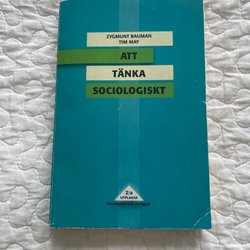 ZYGMUNT BAUMAN
TIM MAY
ATT
TÄNKA
SOCIOLOGISKT
2:a
UPPLAGAN